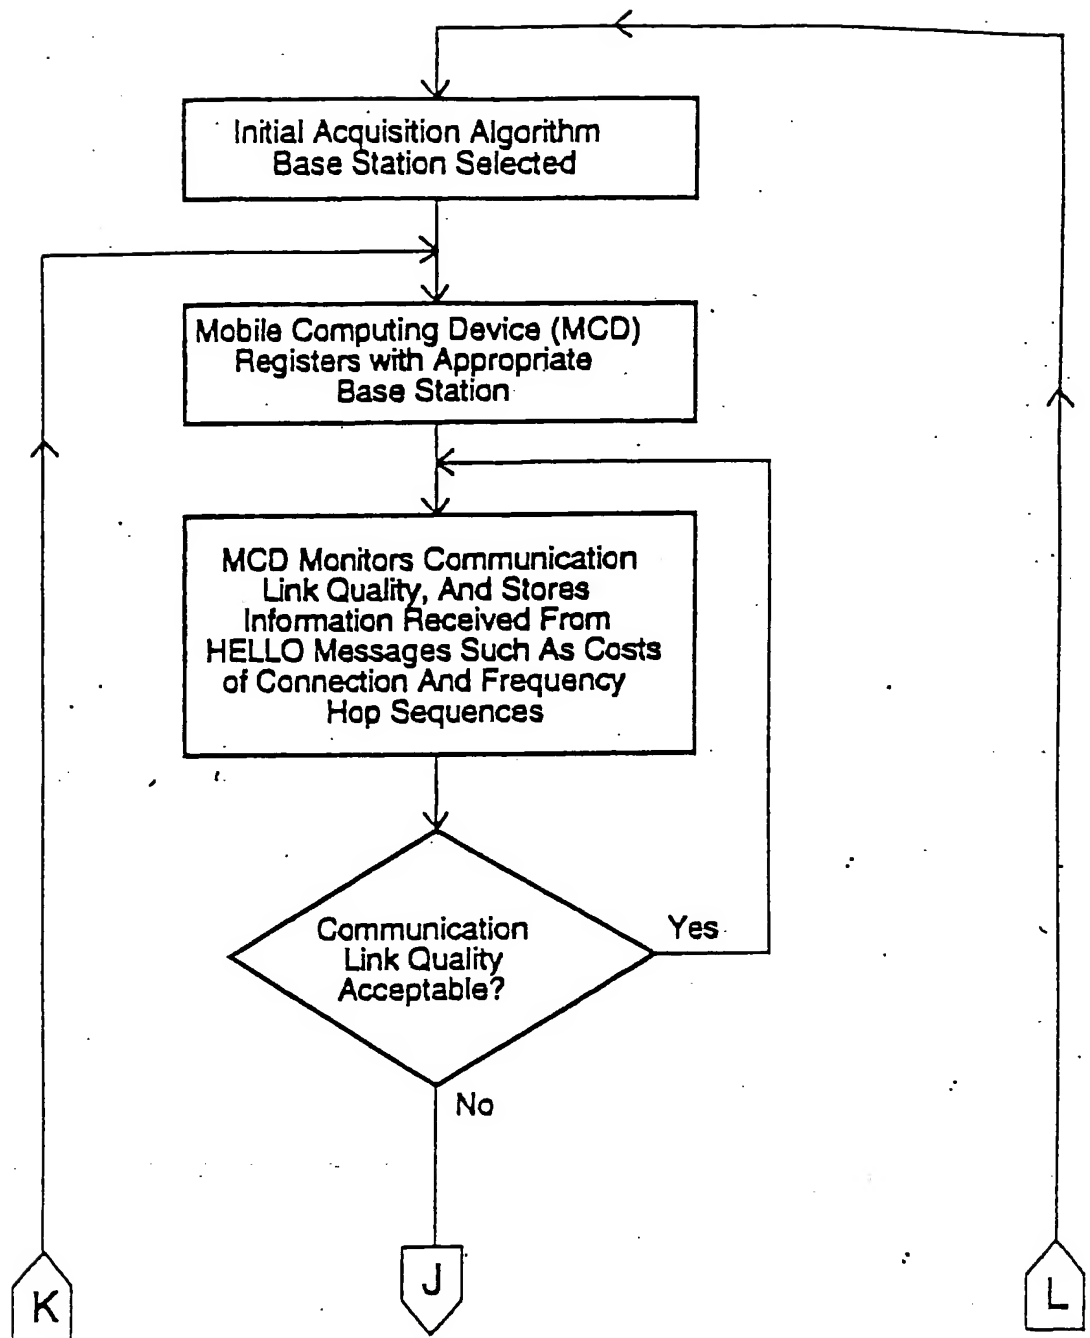 Initial Acquisition Algorithm
Base Station Selected
Mobile Computing Device (MCD)
Registers with Appropriate
Base Station
MCD Monitors Communication
Link Quality, And Stores
Information Received From
HELLO Messages Such As Costs
of Connection And Frequency
Hop Sequences
Communication
Link Quality
Acceptable?
Yes
No
K
J
L